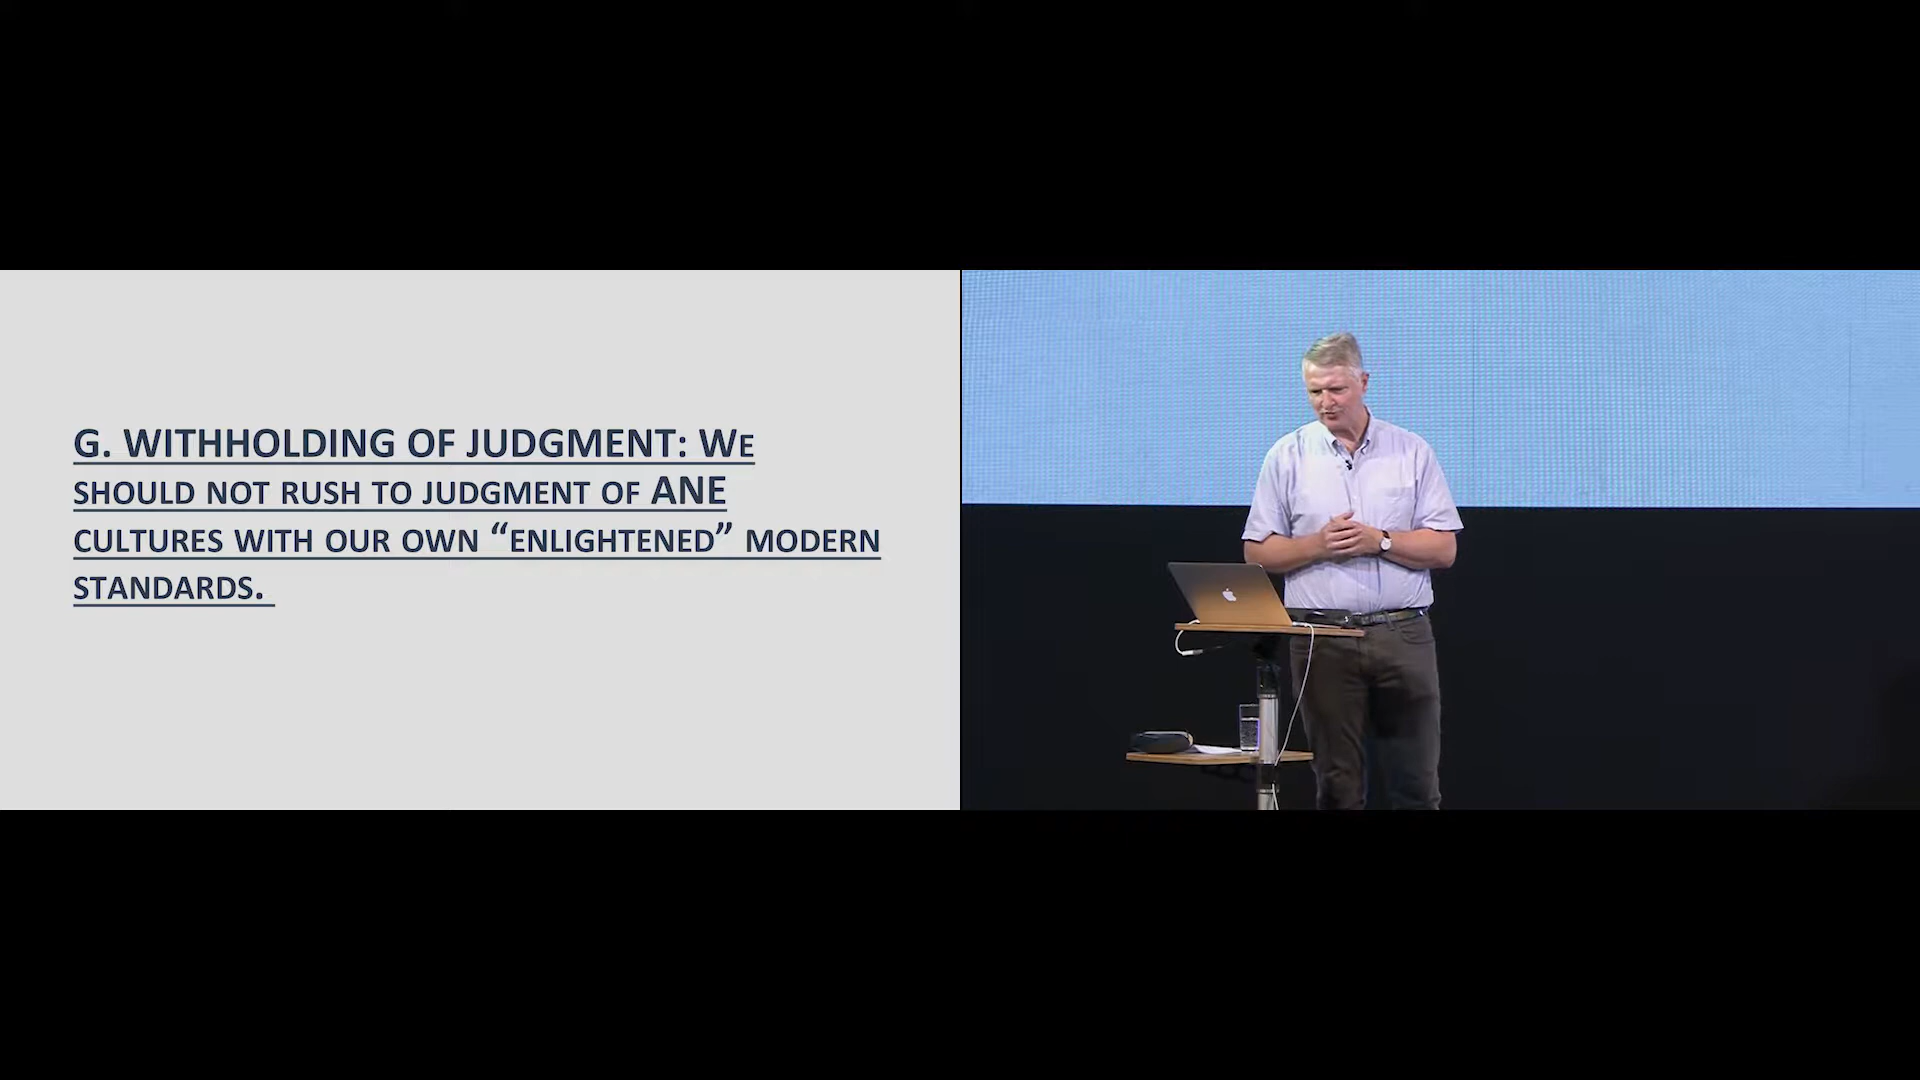 G. WITHHOLDING OF JUDGMENT: WE
SHOULD NOT RUSH TO JUDGMENT OF ANE
CULTURES WITH OUR OWN “ENLIGHTENED” MODERN
STANDARDS.